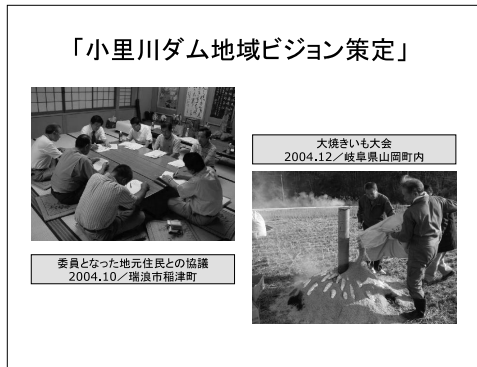 「小里川ダム地域ビジョン策定」
大焼きいも大会
2004.12／岐阜県山岡町内
委員となった地元住民との協議
2004.10／瑞浪市稲津町